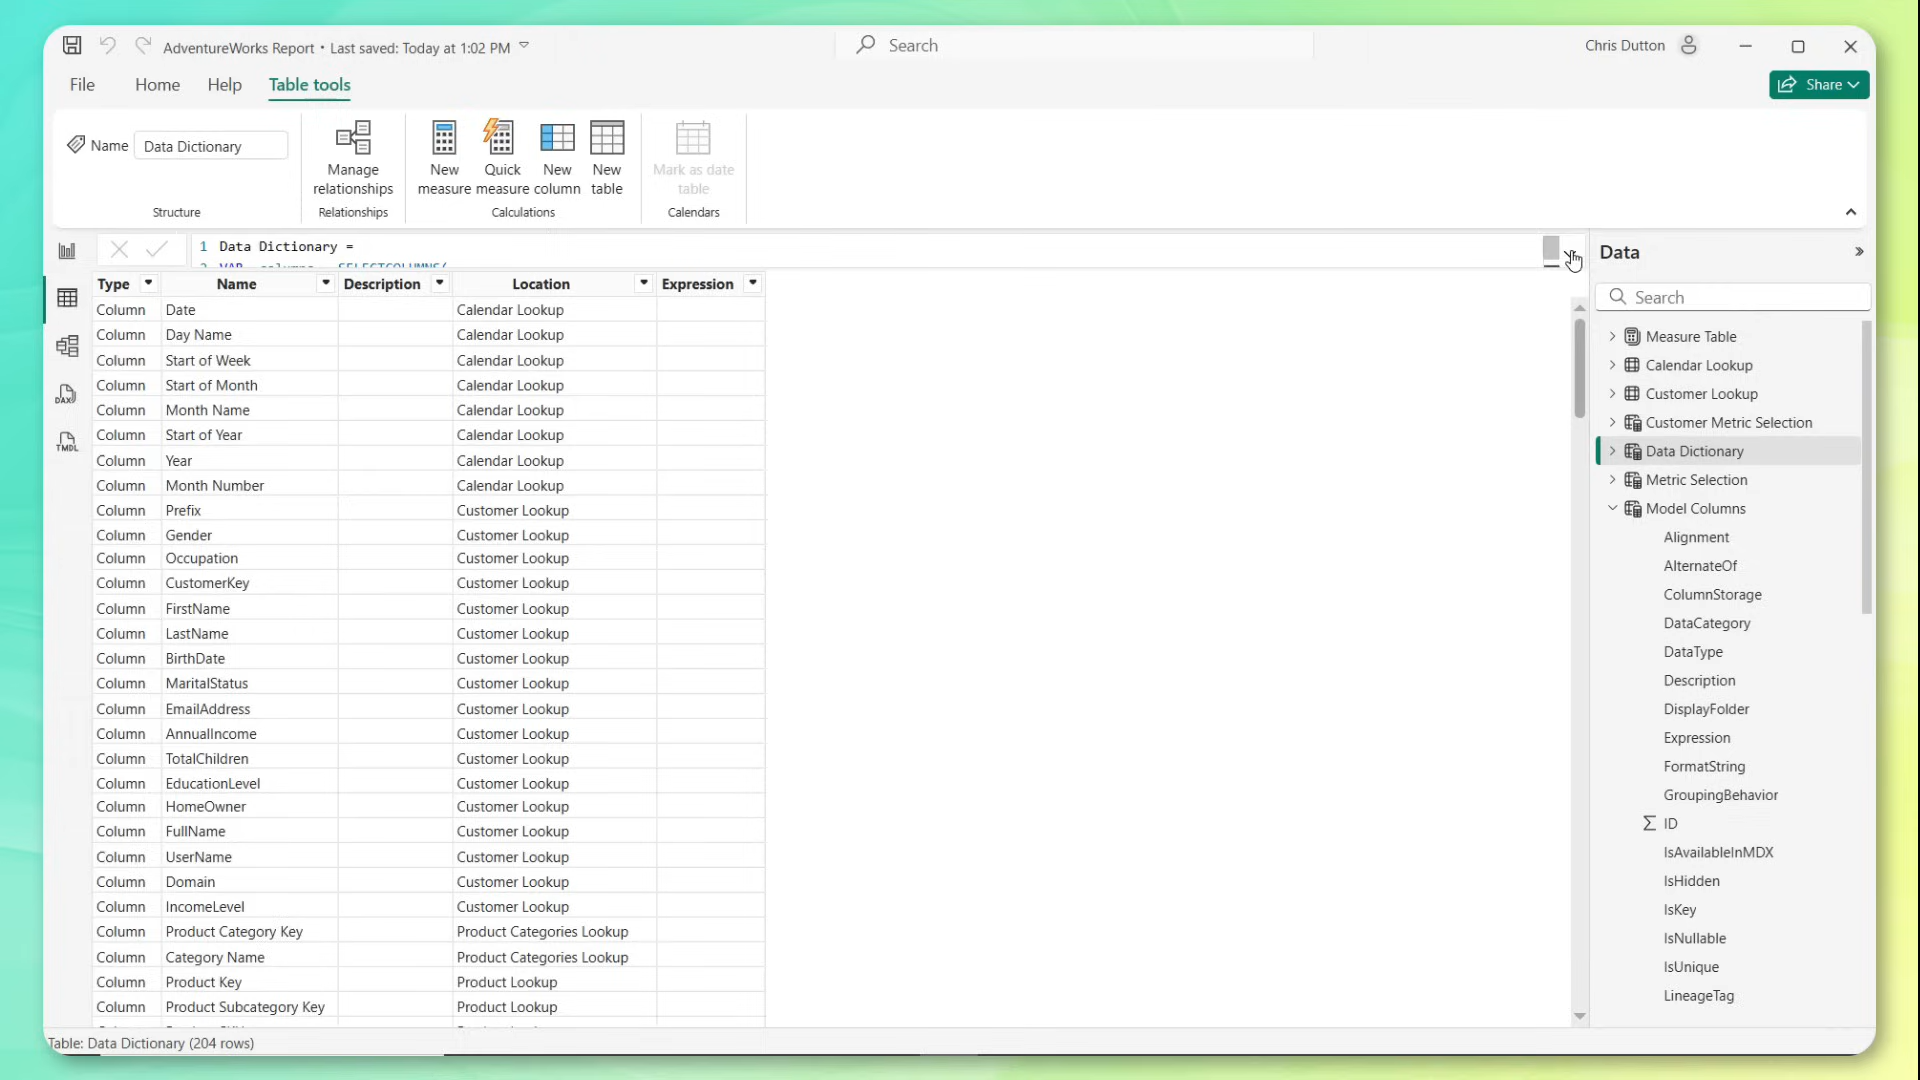 AdventureWorks Report • Last saved: Today at 1:02 PM
Search
Chris Dutton
File Home Help Table tools
Share
Name Data Dictionary
Structure
Manage relationships
Relationships
New measure
Quick measure
New column
New table
Calculations
Mark as date table
Calendars
1 Data Dictionary =
Data
Search
Type Name Description Location Expression
Column Date Calendar Lookup
Column Day Name Calendar Lookup
Column Start of Week Calendar Lookup
Column Start of Month Calendar Lookup
Column Month Name Calendar Lookup
Column Start of Year Calendar Lookup
Column Year Calendar Lookup
Column Month Number Calendar Lookup
Column Prefix Customer Lookup
Column Gender Customer Lookup
Column Occupation Customer Lookup
Column CustomerKey Customer Lookup
Column FirstName Customer Lookup
Column LastName Customer Lookup
Column BirthDate Customer Lookup
Column MaritalStatus Customer Lookup
Column EmailAddress Customer Lookup
Column AnnualIncome Customer Lookup
Column TotalChildren Customer Lookup
Column EducationLevel Customer Lookup
Column HomeOwner Customer Lookup
Column FullName Customer Lookup
Column UserName Customer Lookup
Column Domain Customer Lookup
Column IncomeLevel Customer Lookup
Column Product Category Key Product Categories Lookup
Column Category Name Product Categories Lookup
Column Product Key Product Lookup
Column Product Subcategory Key Product Lookup
Measure Table
Calendar Lookup
Customer Lookup
Customer Metric Selection
Data Dictionary
Metric Selection
Model Columns
Alignment
AlternateOf
ColumnStorage
DataCategory
DataType
Description
DisplayFolder
Expression
FormatString
GroupingBehavior
∑ ID
IsAvailableInMDX
IsHidden
IsKey
IsNullable
IsUnique
LineageTag
DAX
TMDL
Table: Data Dictionary (204 rows)